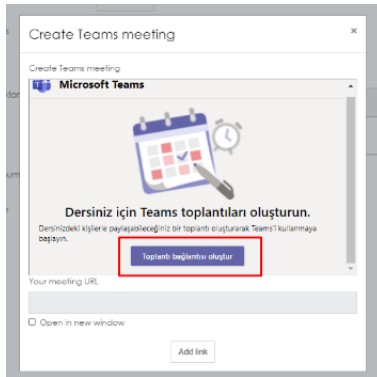 Create Teams meeting
×
Create Teams meeting
Microsoft Teams
Dersiniz için Teams toplantıları oluşturun.
Dersinizdeki kişilerle paylaşabileceğiniz bir toplantı oluşturarak Teams'i kullanmaya
başlayın.
Toplantı bağlantısı oluştur
Your meeting URL
Open in new window
Add link